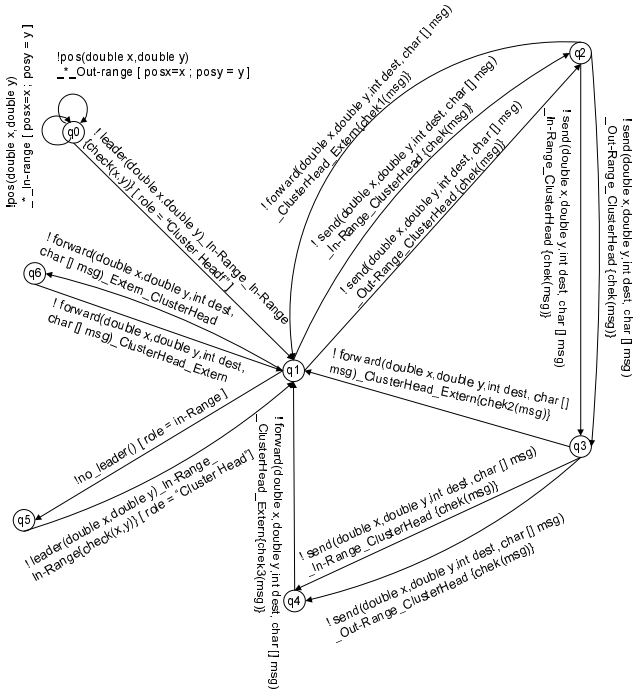 !pos(double x,double y)
_*_Out-range [ posx=x ; posy = y ]
!pos(double x,double y)
_*_In-range [ posx=x ; posy = y ]
q0
! leader(double x,double y)_In-Range_In-Range
{check(x,y)} [ role = "Cluster Head" ]
! forward(double x,double y,int dest, char [] msg)
_ClusterHead_Extern{chek1(msg)}
! send(double x,double y,int dest, char [] msg)
_In-Range_ClusterHead {chek(msg)}
! send(double x,double y,int dest, char [] msg)
_Out-Range_ClusterHead {chek(msg)}
q2
! send(double x,double y,int dest, char [] msg)
_In-Range_ClusterHead {chek(msg)}
! send(double x,double y,int dest, char [] msg)
_Out-Range_ClusterHead {chek(msg)}
q6
! forward(double x,double y,int dest,
char [] msg)_Extern_ClusterHead
! forward(double x,double y,int dest,
char [] msg)_ClusterHead_Extern
q1
! forward(double x,double y,int dest, char []
msg)_ClusterHead_Extern{chek2(msg)}
q3
!no_leader() [ role = in-Range ]
q5
! leader(double x,double y)_In-Range_
In-Range{check(x,y)} [ role = "Cluster Head"]
! forward(double x,double y,int dest, char [] msg)
_ClusterHead_Extern{chek3(msg)}
! send(double x,double y,int dest, char [] msg)
_In-Range_ClusterHead {chek(msg)}
! send(double x,double y,int dest, char [] msg)
_Out-Range_ClusterHead {chek(msg)}
q4